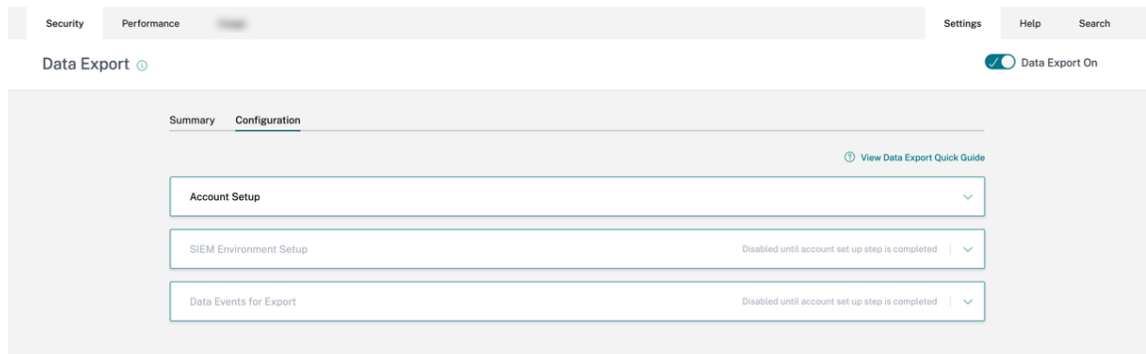 Security Performance Settings Help Search
Data Export Data Export On
Summary Configuration
View Data Export Quick Guide
Account Setup
SIEM Environment Setup Disabled until account set up step is completed
Data Events for Export Disabled until account set up step is completed